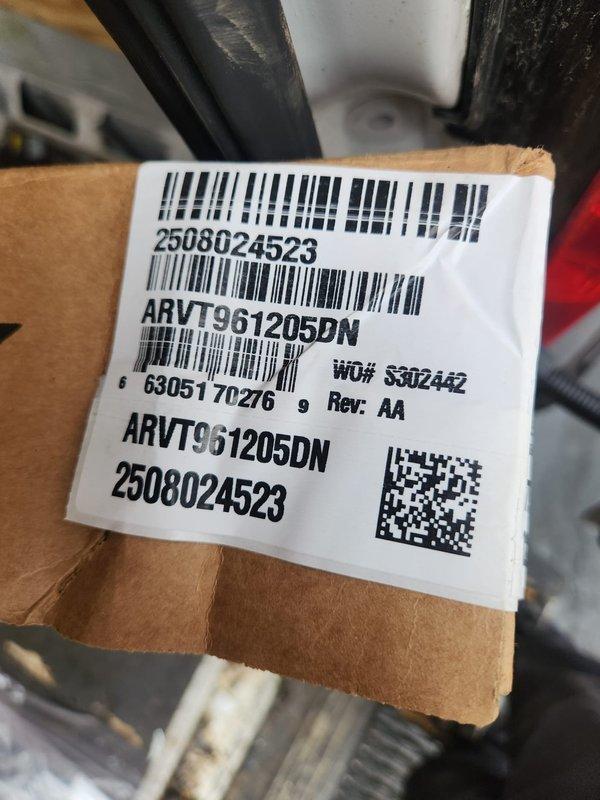 2508024523
ARVT961205DN
6 63051 70276 9
WO# S302442
Rev: AA
ARVT961205DN
2508024523